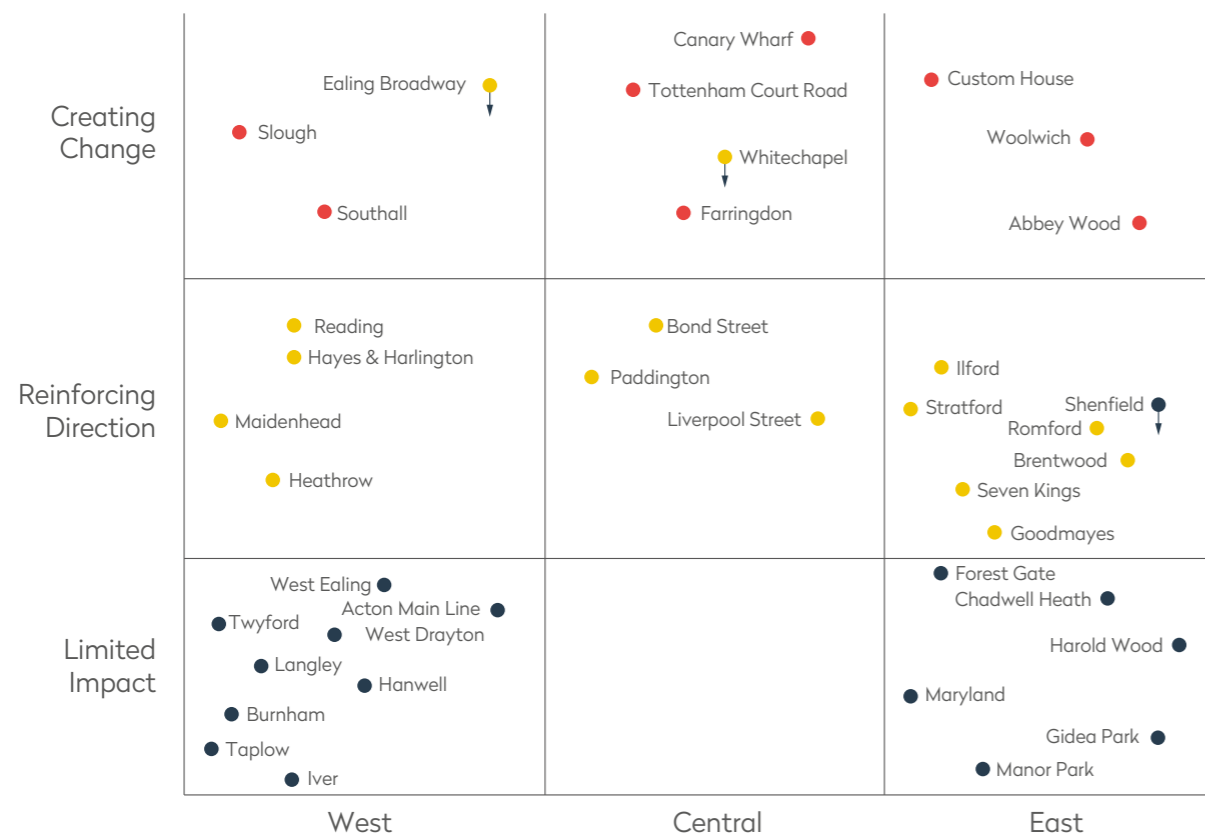 Creating
Change
Ealing Broadway
Slough
Southall
Canary Wharf
Tottenham Court Road
Whitechapel
Farringdon
Custom House
Woolwich
Abbey Wood
Reinforcing
Direction
Reading
Hayes & Harlington
Maidenhead
Heathrow
Bond Street
Paddington
Liverpool Street
Ilford
Stratford
Shenfield
Romford
Brentwood
Seven Kings
Goodmayes
Limited
Impact
West Ealing
Acton Main Line
Twyford
West Drayton
Langley
Hanwell
Burnham
Taplow
Iver
Forest Gate
Chadwell Heath
Harold Wood
Maryland
Gidea Park
Manor Park
West
Central
East